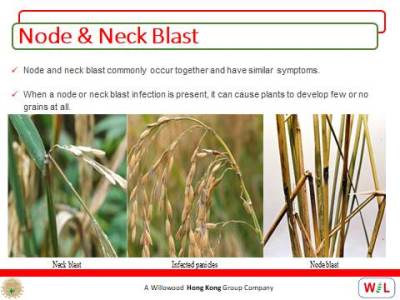 Node & Neck Blast
✓ Node and neck blast commonly occur together and have similar symptoms.
✓ When a node or neck blast infection is present, it can cause plants to develop few or no
grains at all.
Neck blast Infected panicles Node blast
A Willowood Hong Kong Group Company
WiL